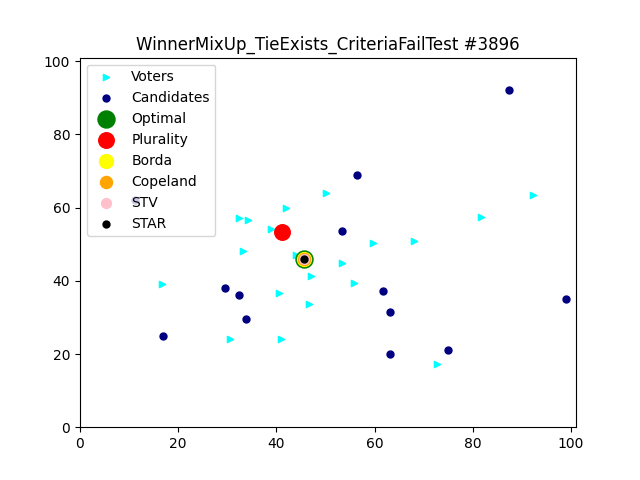 WinnerMixUp_TieExists_CriteriaFailTest #3896
100
80
60
40
20
0
Voters
Candidates
Optimal
Plurality
Borda
Copeland
STV
STAR
0 20 40 60 80 100